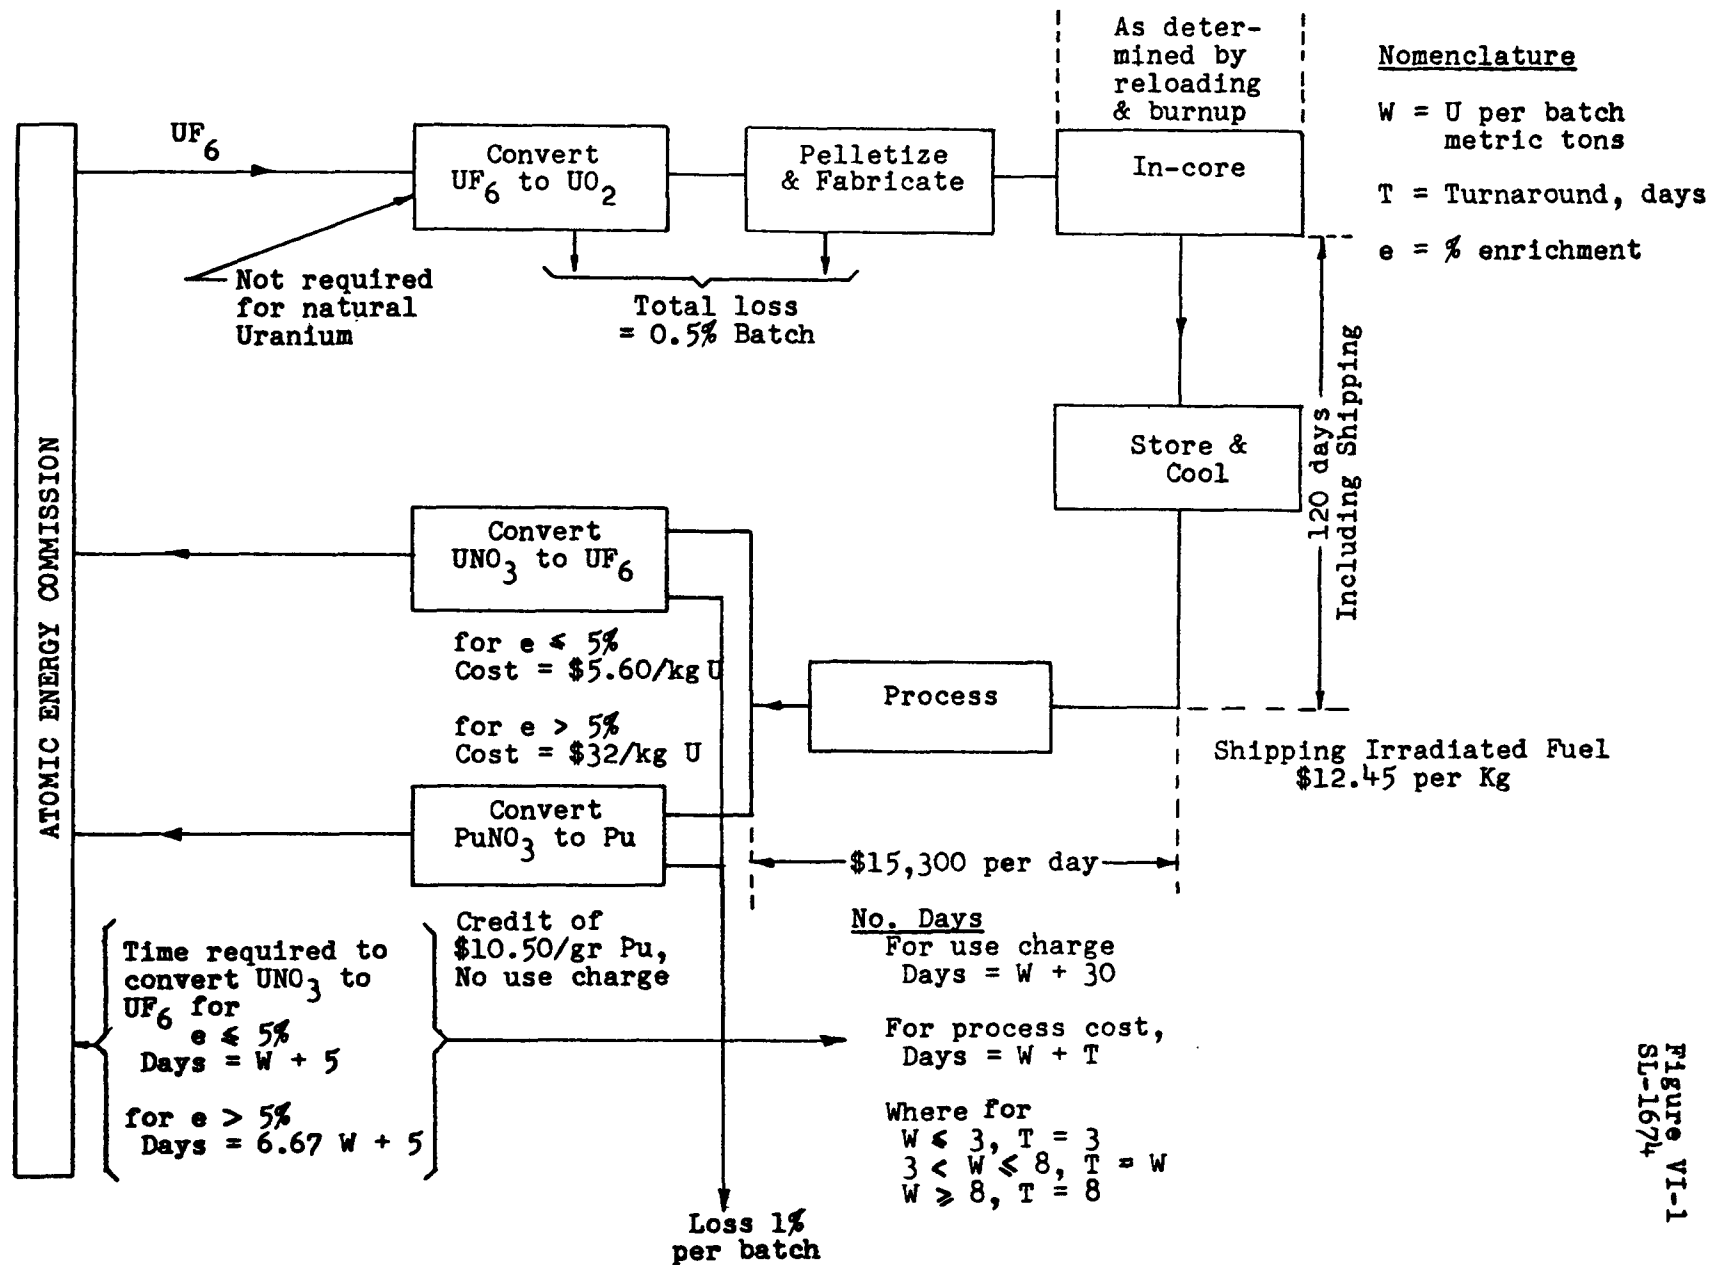 As deter-
mined by
reloading
& burnup
Nomenclature
W = U per batch
metric tons
T = Turnaround, days
e = % enrichment
UF6
Convert
UF6 to UO2
Pelletize
& Fabricate
In-core
Not required
for natural
Uranium
Total loss
= 0.5% Batch
120 days
Including Shipping
Store &
Cool
ATOMIC ENERGY COMMISSION
Convert
UNO3 to UF6
for e ≤ 5%
Cost = $5.60/kg U
for e > 5%
Cost = $32/kg U
Process
Shipping Irradiated Fuel
$12.45 per Kg
Convert
PuNO3 to Pu
$15,300 per day
Credit of
$10.50/gr Pu,
No use charge
Time required to
convert UNO3 to
UF6 for
e ≤ 5%
Days = W + 5
for e > 5%
Days = 6.67 W + 5
No. Days
For use charge
Days = W + 30
For process cost,
Days = W + T
Where for
W ≤ 3, T = 3
3 < W ≤ 8, T = W
W ≥ 8, T = 8
Loss 1%
per batch
Figure VI-1
SL-1674